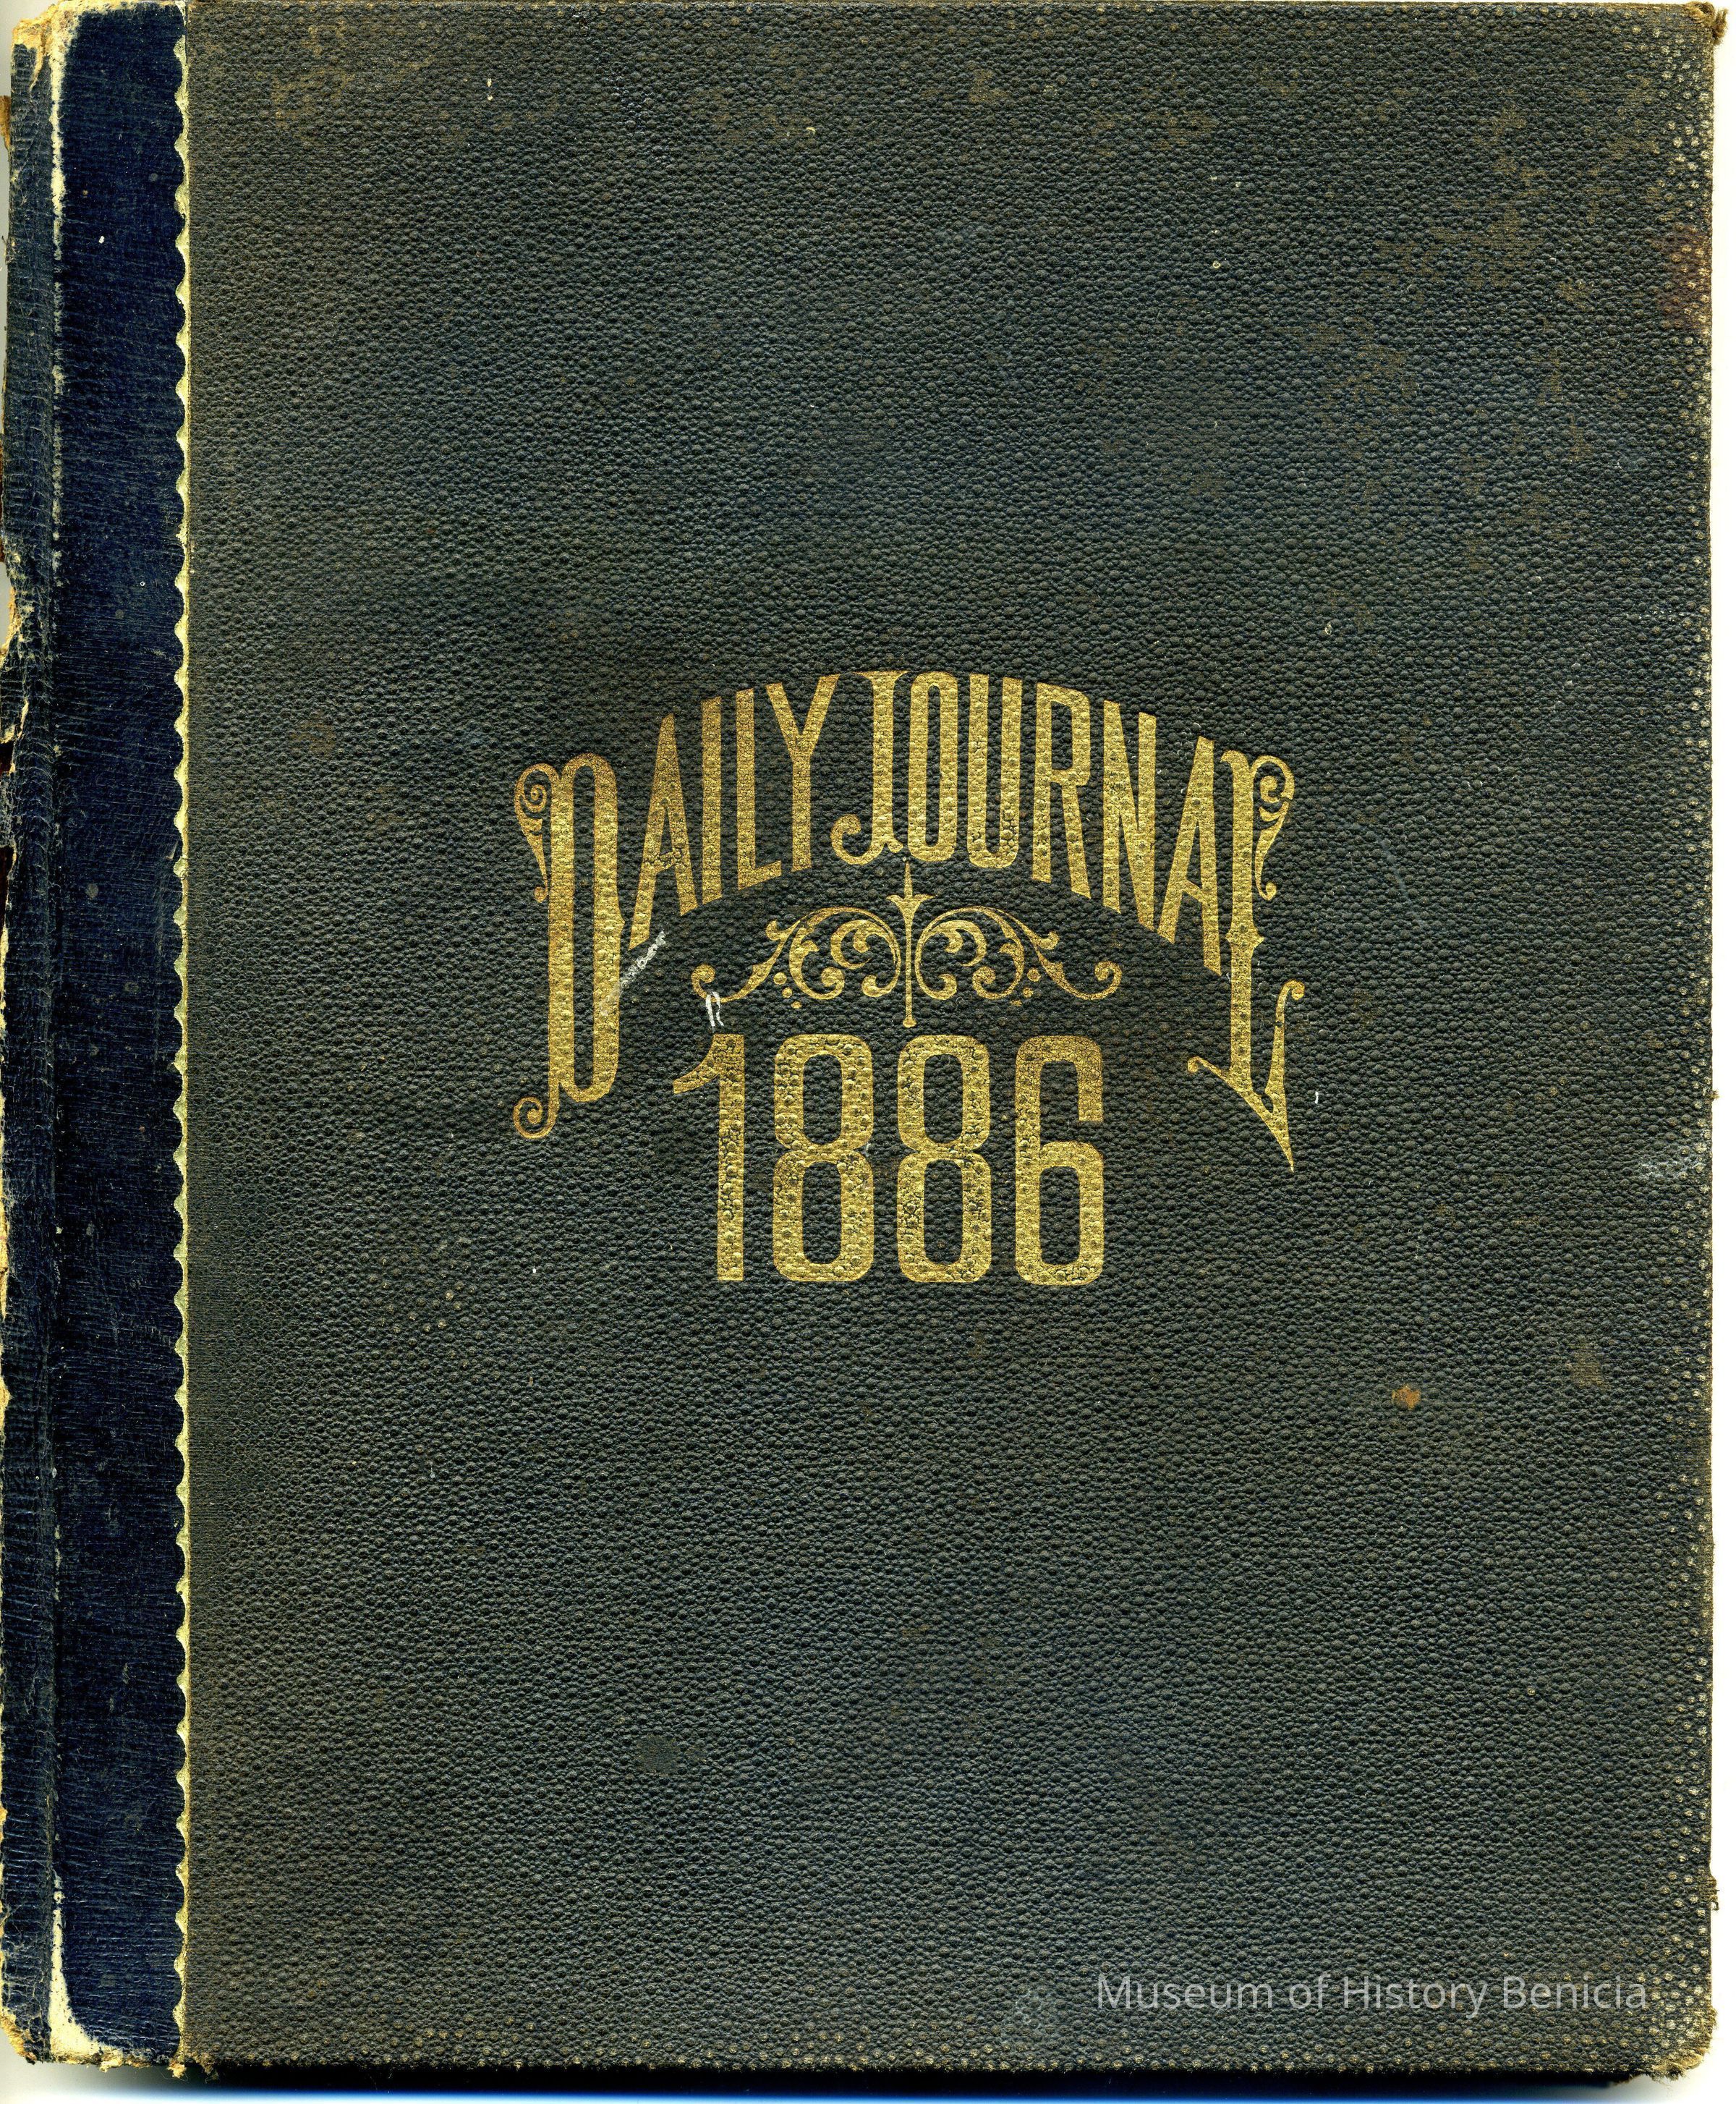 DAILY JOURNAL
1886
Museum of History Benicia